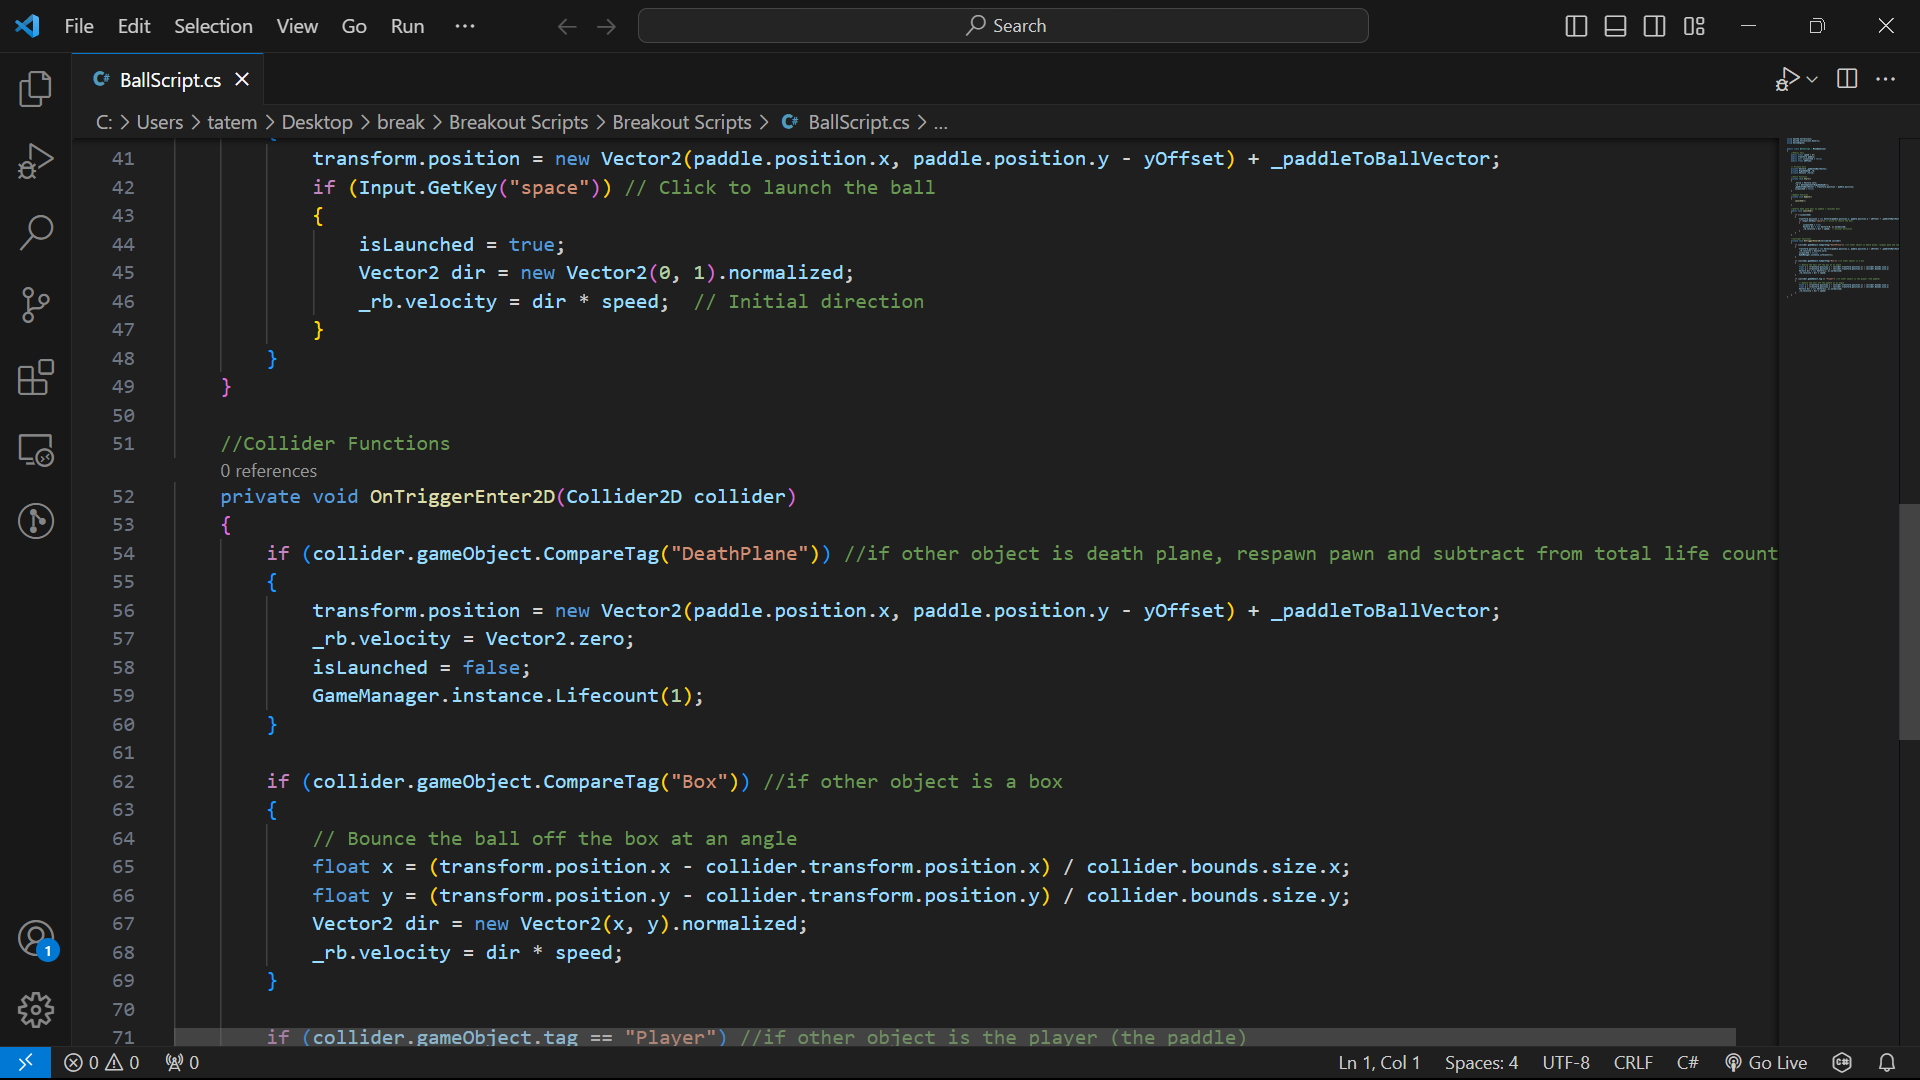 File Edit Selection View Go Run ··· Search
BallScript.cs
C: > Users > tatem > Desktop > break > Breakout Scripts > Breakout Scripts > BallScript.cs > ...
41 transform.position = new Vector2(paddle.position.x, paddle.position.y - yOffset) + _paddleToBallVector;
42 if (Input.GetKey("space")) // Click to launch the ball
43 {
44 isLaunched = true;
45 Vector2 dir = new Vector2(0, 1).normalized;
46 _rb.velocity = dir * speed;  // Initial direction
47 }
48 }
49 }
50
51 //Collider Functions
0 references
52 private void OnTriggerEnter2D(Collider2D collider)
53 {
54 if (collider.gameObject.CompareTag("DeathPlane")) //if other object is death plane, respawn pawn and subtract from total life count
55 {
56 transform.position = new Vector2(paddle.position.x, paddle.position.y - yOffset) + _paddleToBallVector;
57 _rb.velocity = Vector2.zero;
58 isLaunched = false;
59 GameManager.instance.Lifecount(1);
60 }
61
62 if (collider.gameObject.CompareTag("Box")) //if other object is a box
63 {
64 // Bounce the ball off the box at an angle
65 float x = (transform.position.x - collider.transform.position.x) / collider.bounds.size.x;
66 float y = (transform.position.y - collider.transform.position.y) / collider.bounds.size.y;
67 Vector2 dir = new Vector2(x, y).normalized;
68 _rb.velocity = dir * speed;
69 }
70
71 if (collider.gameObject.tag == "Player") //if other object is the player (the paddle)
1
0 0 0 Ln 1, Col 1 Spaces: 4 UTF-8 CRLF C# Go Live